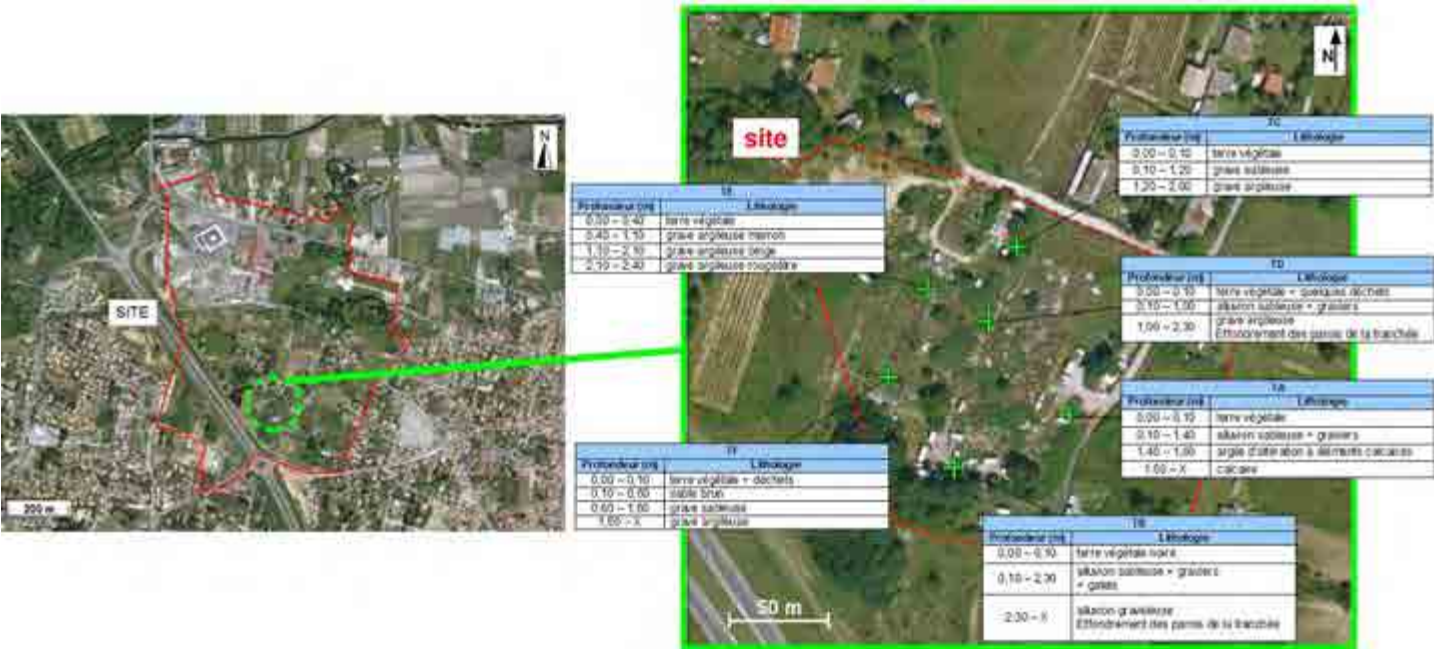 N
SITE
200 m
site
N
TE
Profondeur (m) Lithologie
0,00 – 0,40 terre végétale
0,40 – 1,10 grave argileuse marron
1,10 – 2,10 grave argileuse beige
2,10 – 2,40 grave argileuse rougeâtre
TC
Profondeur (m) Lithologie
0,00 – 0,10 terre végétale
0,10 – 1,20 grave sableuse
1,20 – 2,00 grave argileuse
TD
Profondeur (m) Lithologie
0,00 – 0,10 terre végétale + quelques déchets
0,10 – 1,00 alluvion sableuse + graviers
1,00 – 2,30 grave argileuse
Effondrement des parois de la tranchée
TA
Profondeur (m) Lithologie
0,00 – 0,10 terre végétale
0,10 – 1,40 alluvion sableuse + graviers
1,40 – argile d'altération à éléments calcaires
– X calcaire
TF
Profondeur (m) Lithologie
0,00 – 0,10 terre végétale + déchets
0,10 – 0,60 sable brun
0,60 – 1,60 grave sableuse
1,60 – X grave argileuse
TB
Profondeur (m) Lithologie
0,00 – 0,10 terre végétale noire
0,10 – 2,30 alluvion sableuse + graviers
+ galets
2,30 – X alluvion graveleuse
Effondrement des parois de la tranchée
50 m